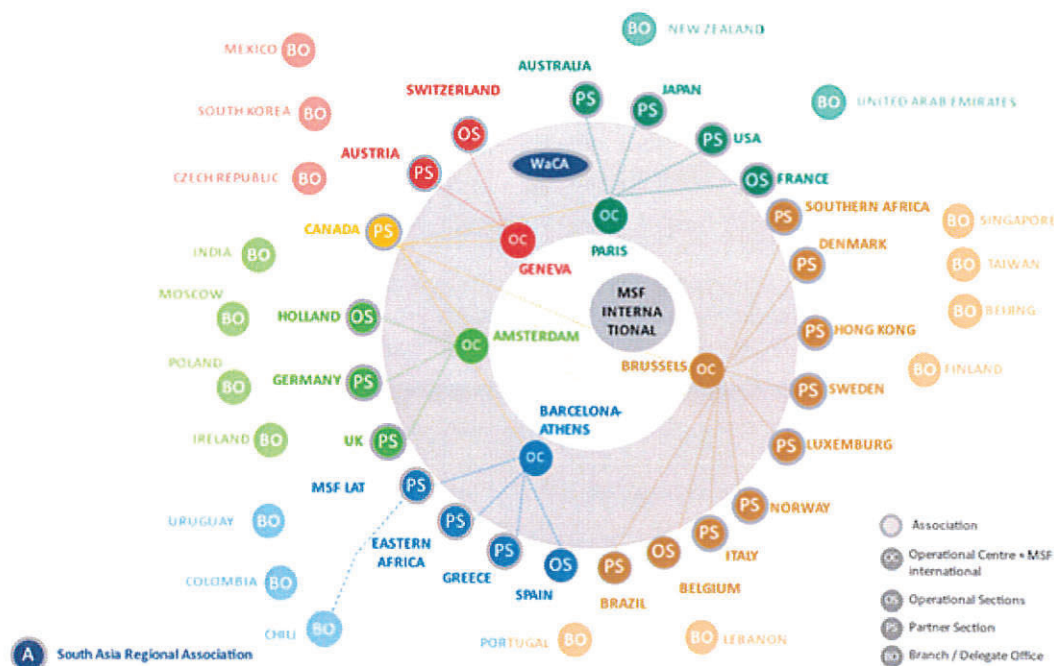 BO NEW ZEALAND
MEXICO BO
AUSTRALIA
SWITZERLAND
JAPAN
PS
PS
SOUTH KOREA BO
BO UNITED ARAB EMIRATES
OS
PS USA
AUSTRIA PS
WaCA
CZECH REPUBLIC BO
OS FRANCE
SOUTHERN AFRICA
CANADA PS
OC
PS
BO SINGAPORE
OC
PARIS
DENMARK
INDIA BO
GENEVA
PS
BO TAIWAN
MOSCOW
BO
MSF
INTERNA
TIONAL
BO BEIJING
HOLLAND OS
OC AMSTERDAM
PS HONG KONG
POLAND
BO
GERMANY PS
BRUSSELS OC
BO FINLAND
PS SWEDEN
IRELAND BO
UK PS
BARCELONA-
ATHENS
OC
PS LUXEMBURG
MSF LAT PS
URUGUAY BO
PS
EASTERN
AFRICA
PS NORWAY
PS ITALY
PS
GREECE
OS
SPAIN
PS
BRAZIL
OS
BELGIUM
COLOMBIA BO
CHILI BO
PORTUGAL BO
BO LEBANON
A South Asia Regional Association
Association
OC Operational Centre + MSF
international
OS Operational Sections
PS Partner Section
BO Branch / Delegate Office